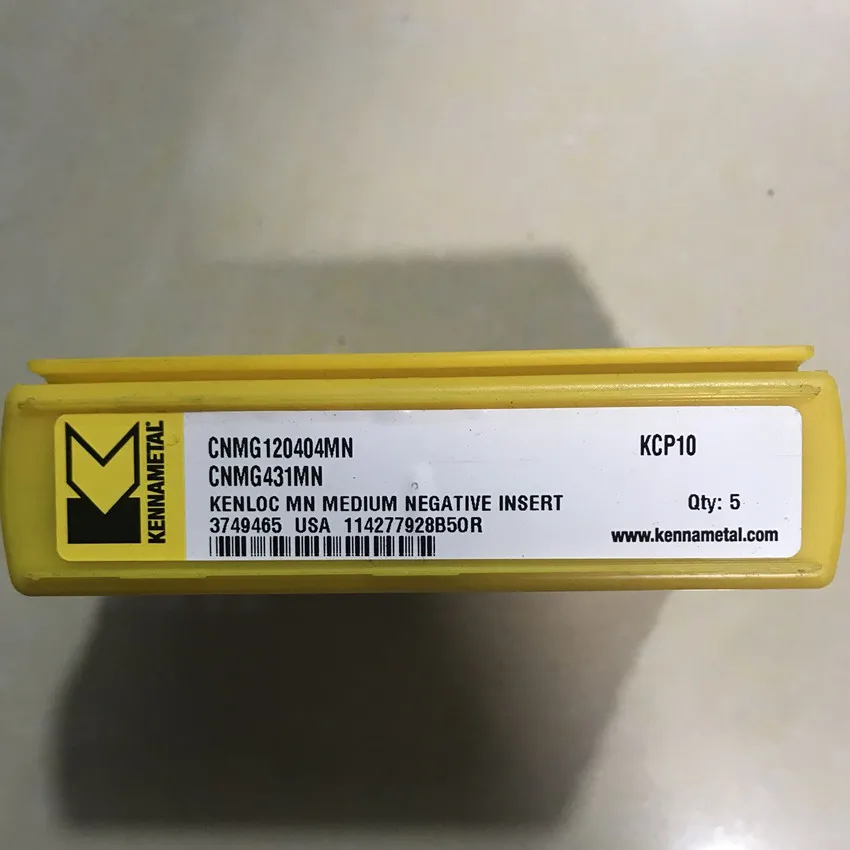 KENNAMETAL
CNMG120404MN
KCP10
CNMG431MN
KENLOC MN MEDIUM NEGATIVE INSERT
Qty: 5
3749465 USA 114277928B50R
www.kennametal.com